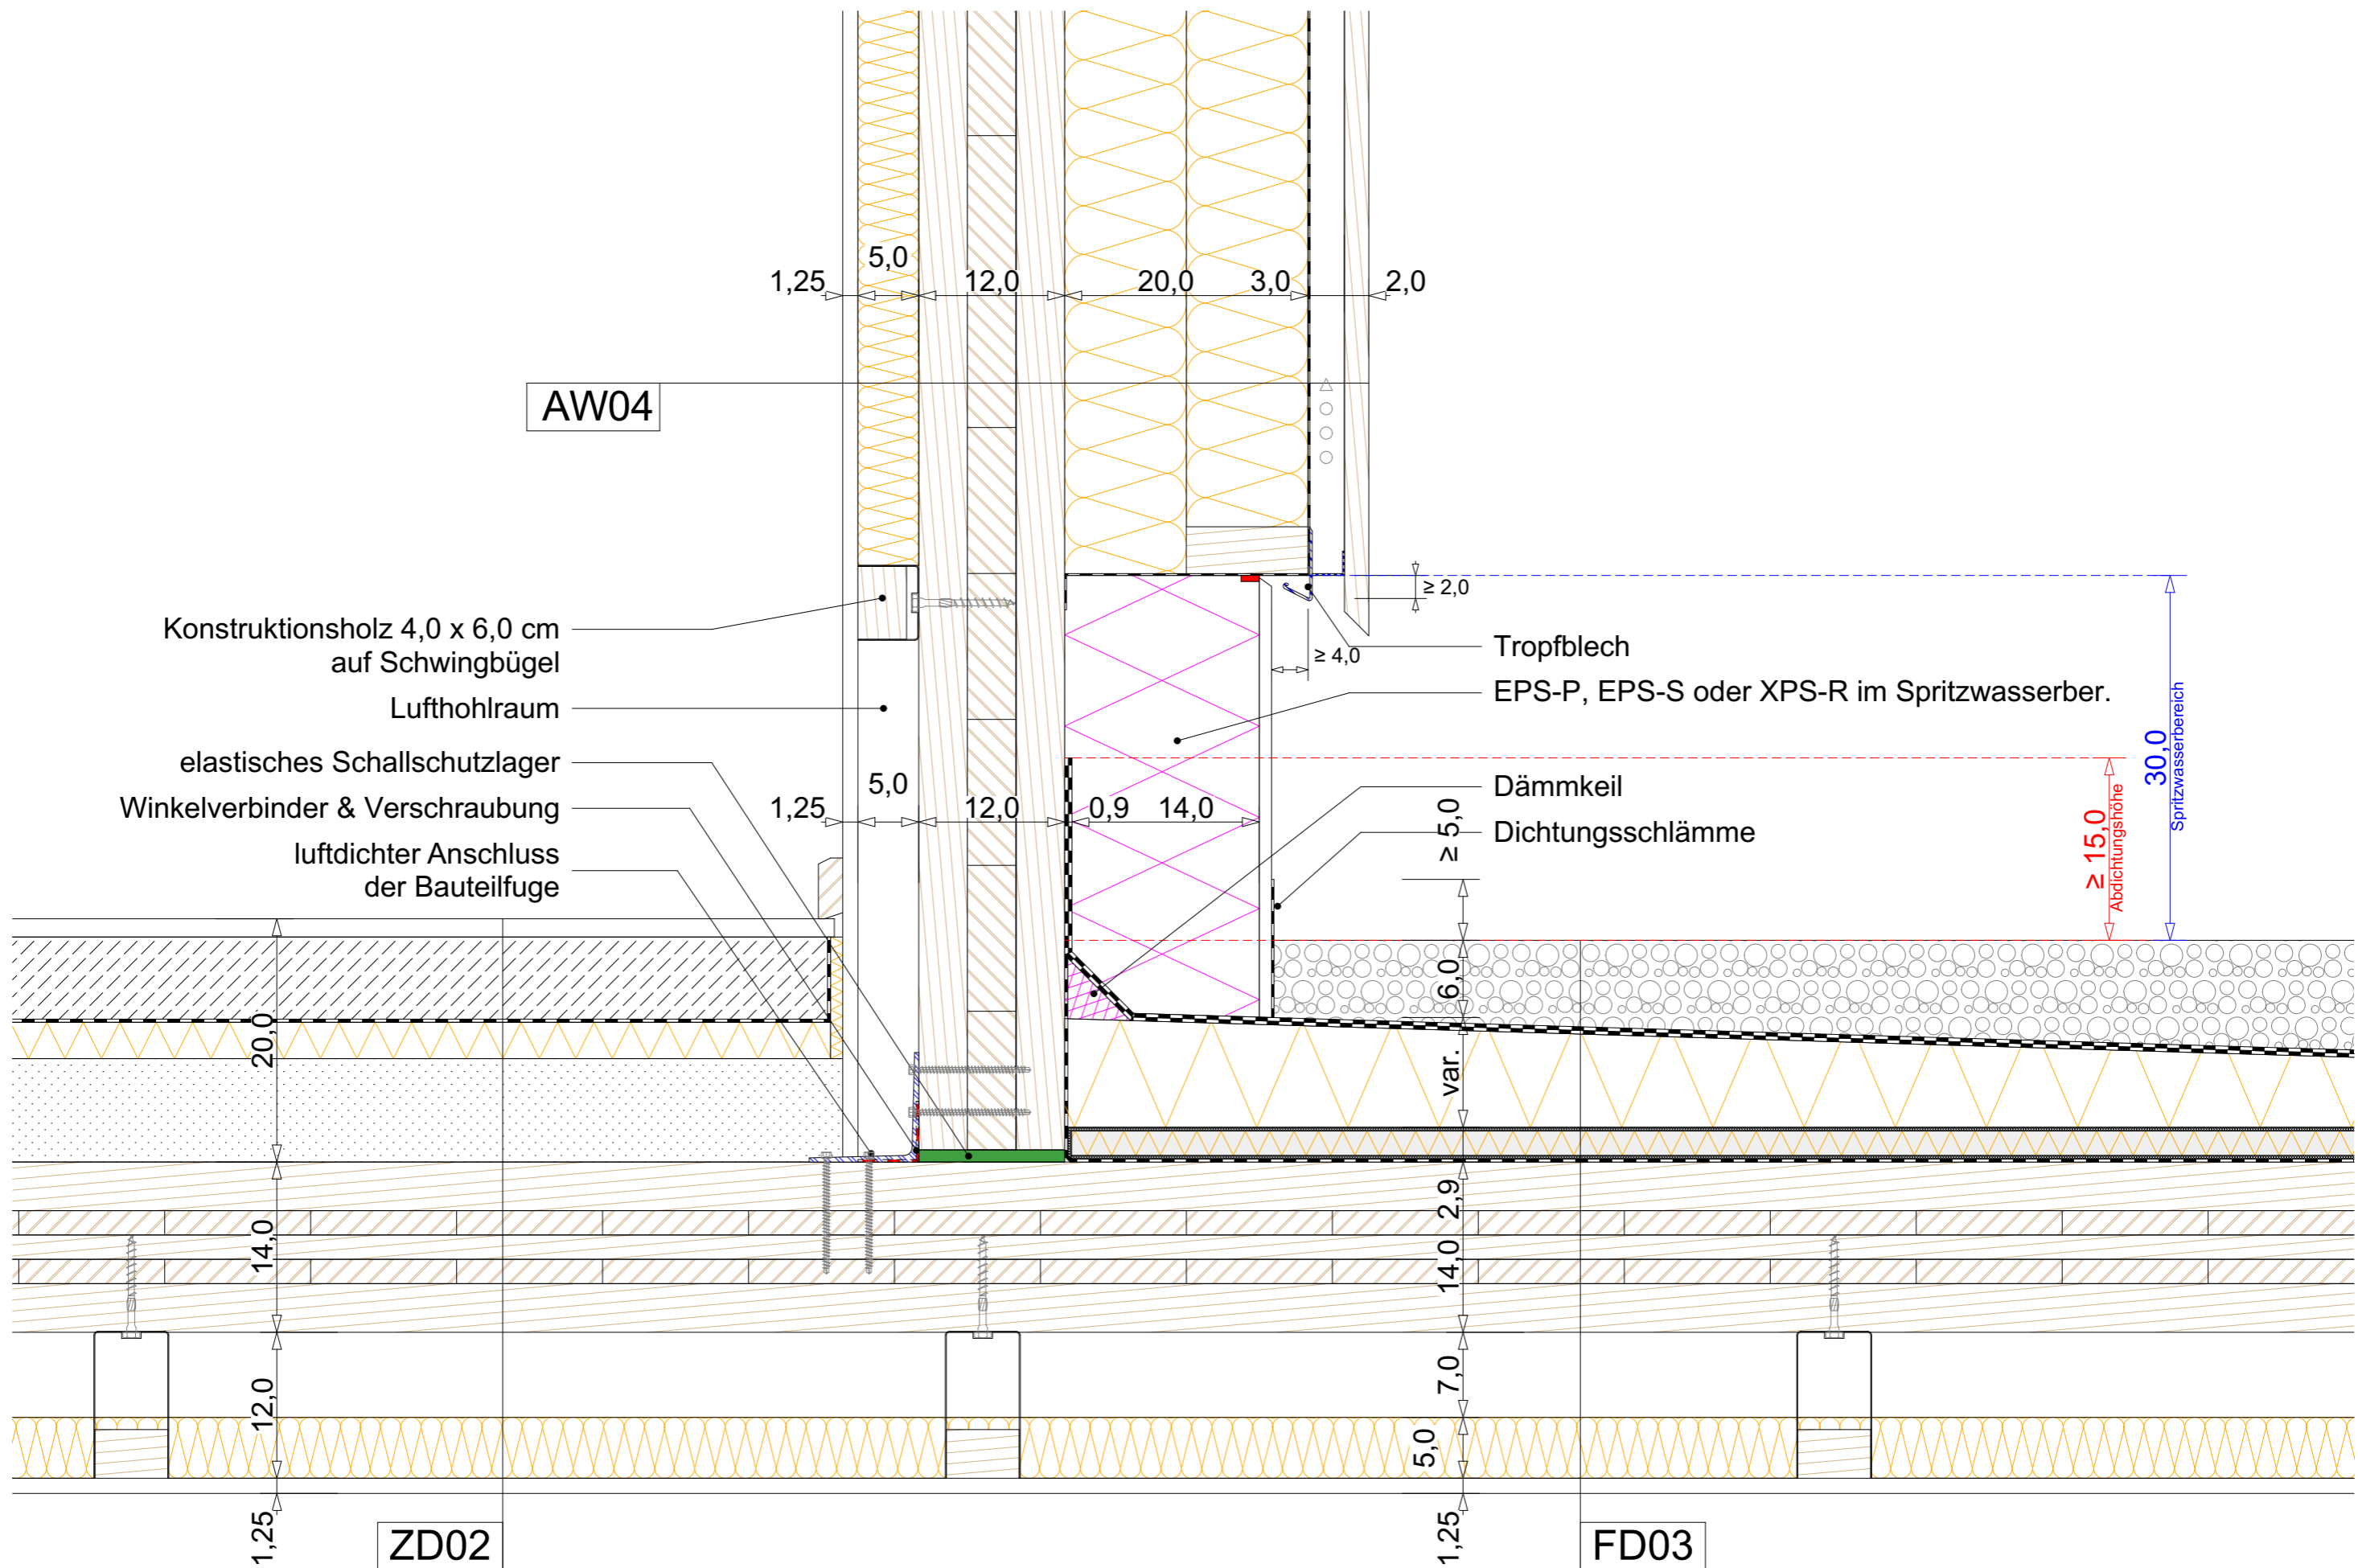 5,0
1,25
12,0
20,0
3,0
2,0
AW04
≥ 2,0
Konstruktionsholz 4,0 x 6,0 cm
auf Schwingbügel
Lufthohlraum
elastisches Schallschutzlager
Winkelverbinder & Verschraubung
luftdichter Anschluss
der Bauteilfuge
≥ 4,0
Tropfblech
EPS-P, EPS-S oder XPS-R im Spritzwasserber.
Dämmkeil
Dichtungsschlämme
30,0
Spritzwasserbereich
≥ 15,0
Abdichtungshöhe
5,0
1,25
12,0
0,9
14,0
≥ 5,0
6,0
var.
2,9
14,0
7,0
5,0
1,25
20,0
14,0
12,0
1,25
ZD02
FD03